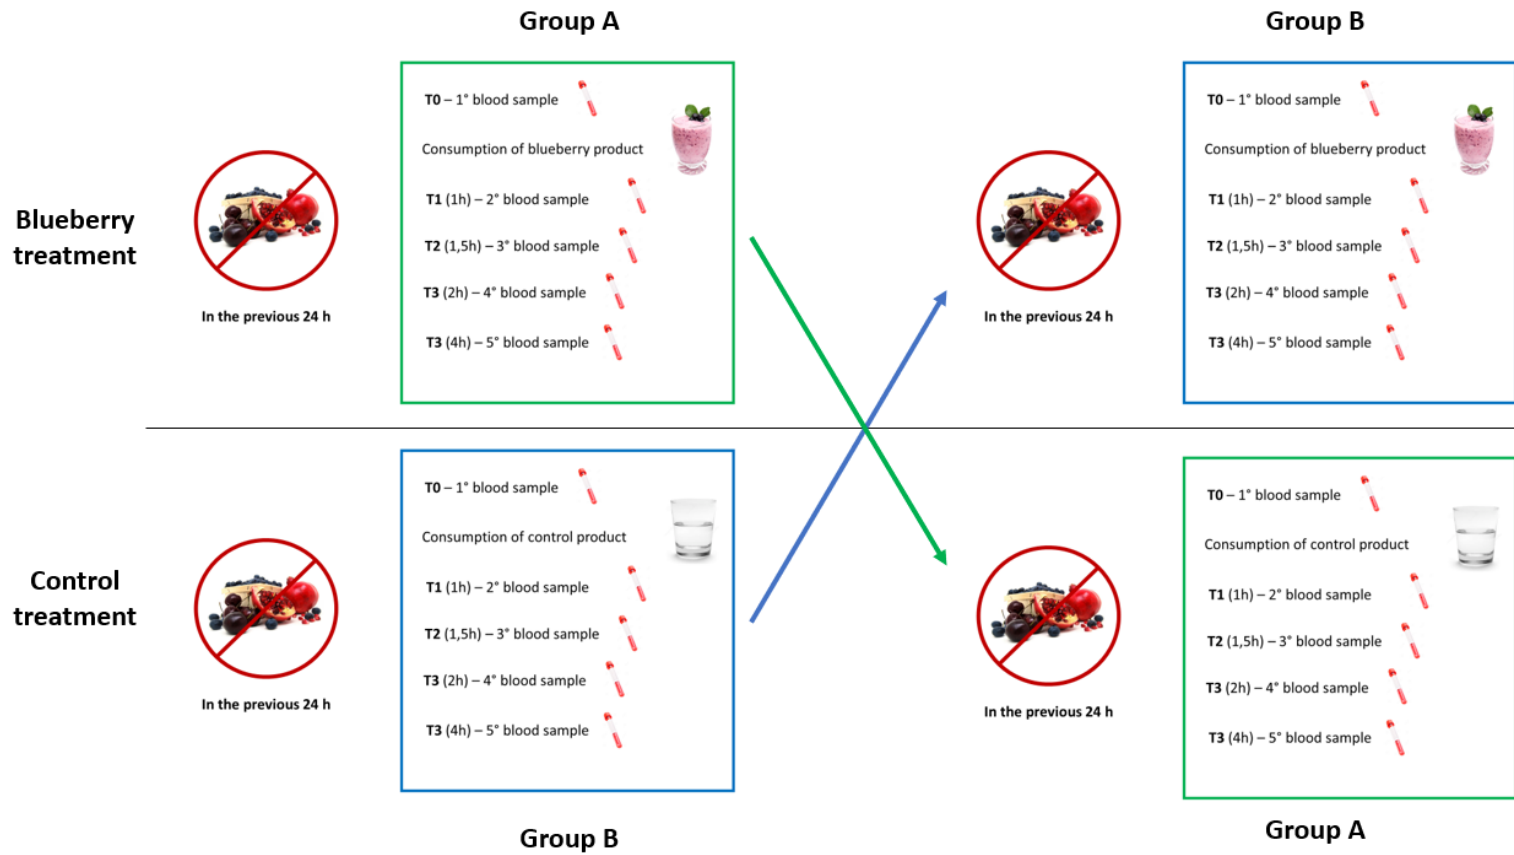 Group A
Group B
Blueberry
treatment
In the previous 24 h
T0 – 1° blood sample
Consumption of blueberry product
T1 (1h) – 2° blood sample
T2 (1,5h) – 3° blood sample
T3 (2h) – 4° blood sample
T3 (4h) – 5° blood sample
In the previous 24 h
T0 – 1° blood sample
Consumption of blueberry product
T1 (1h) – 2° blood sample
T2 (1,5h) – 3° blood sample
T3 (2h) – 4° blood sample
T3 (4h) – 5° blood sample
Control
treatment
In the previous 24 h
T0 – 1° blood sample
Consumption of control product
T1 (1h) – 2° blood sample
T2 (1,5h) – 3° blood sample
T3 (2h) – 4° blood sample
T3 (4h) – 5° blood sample
In the previous 24 h
T0 – 1° blood sample
Consumption of control product
T1 (1h) – 2° blood sample
T2 (1,5h) – 3° blood sample
T3 (2h) – 4° blood sample
T3 (4h) – 5° blood sample
Group B
Group A